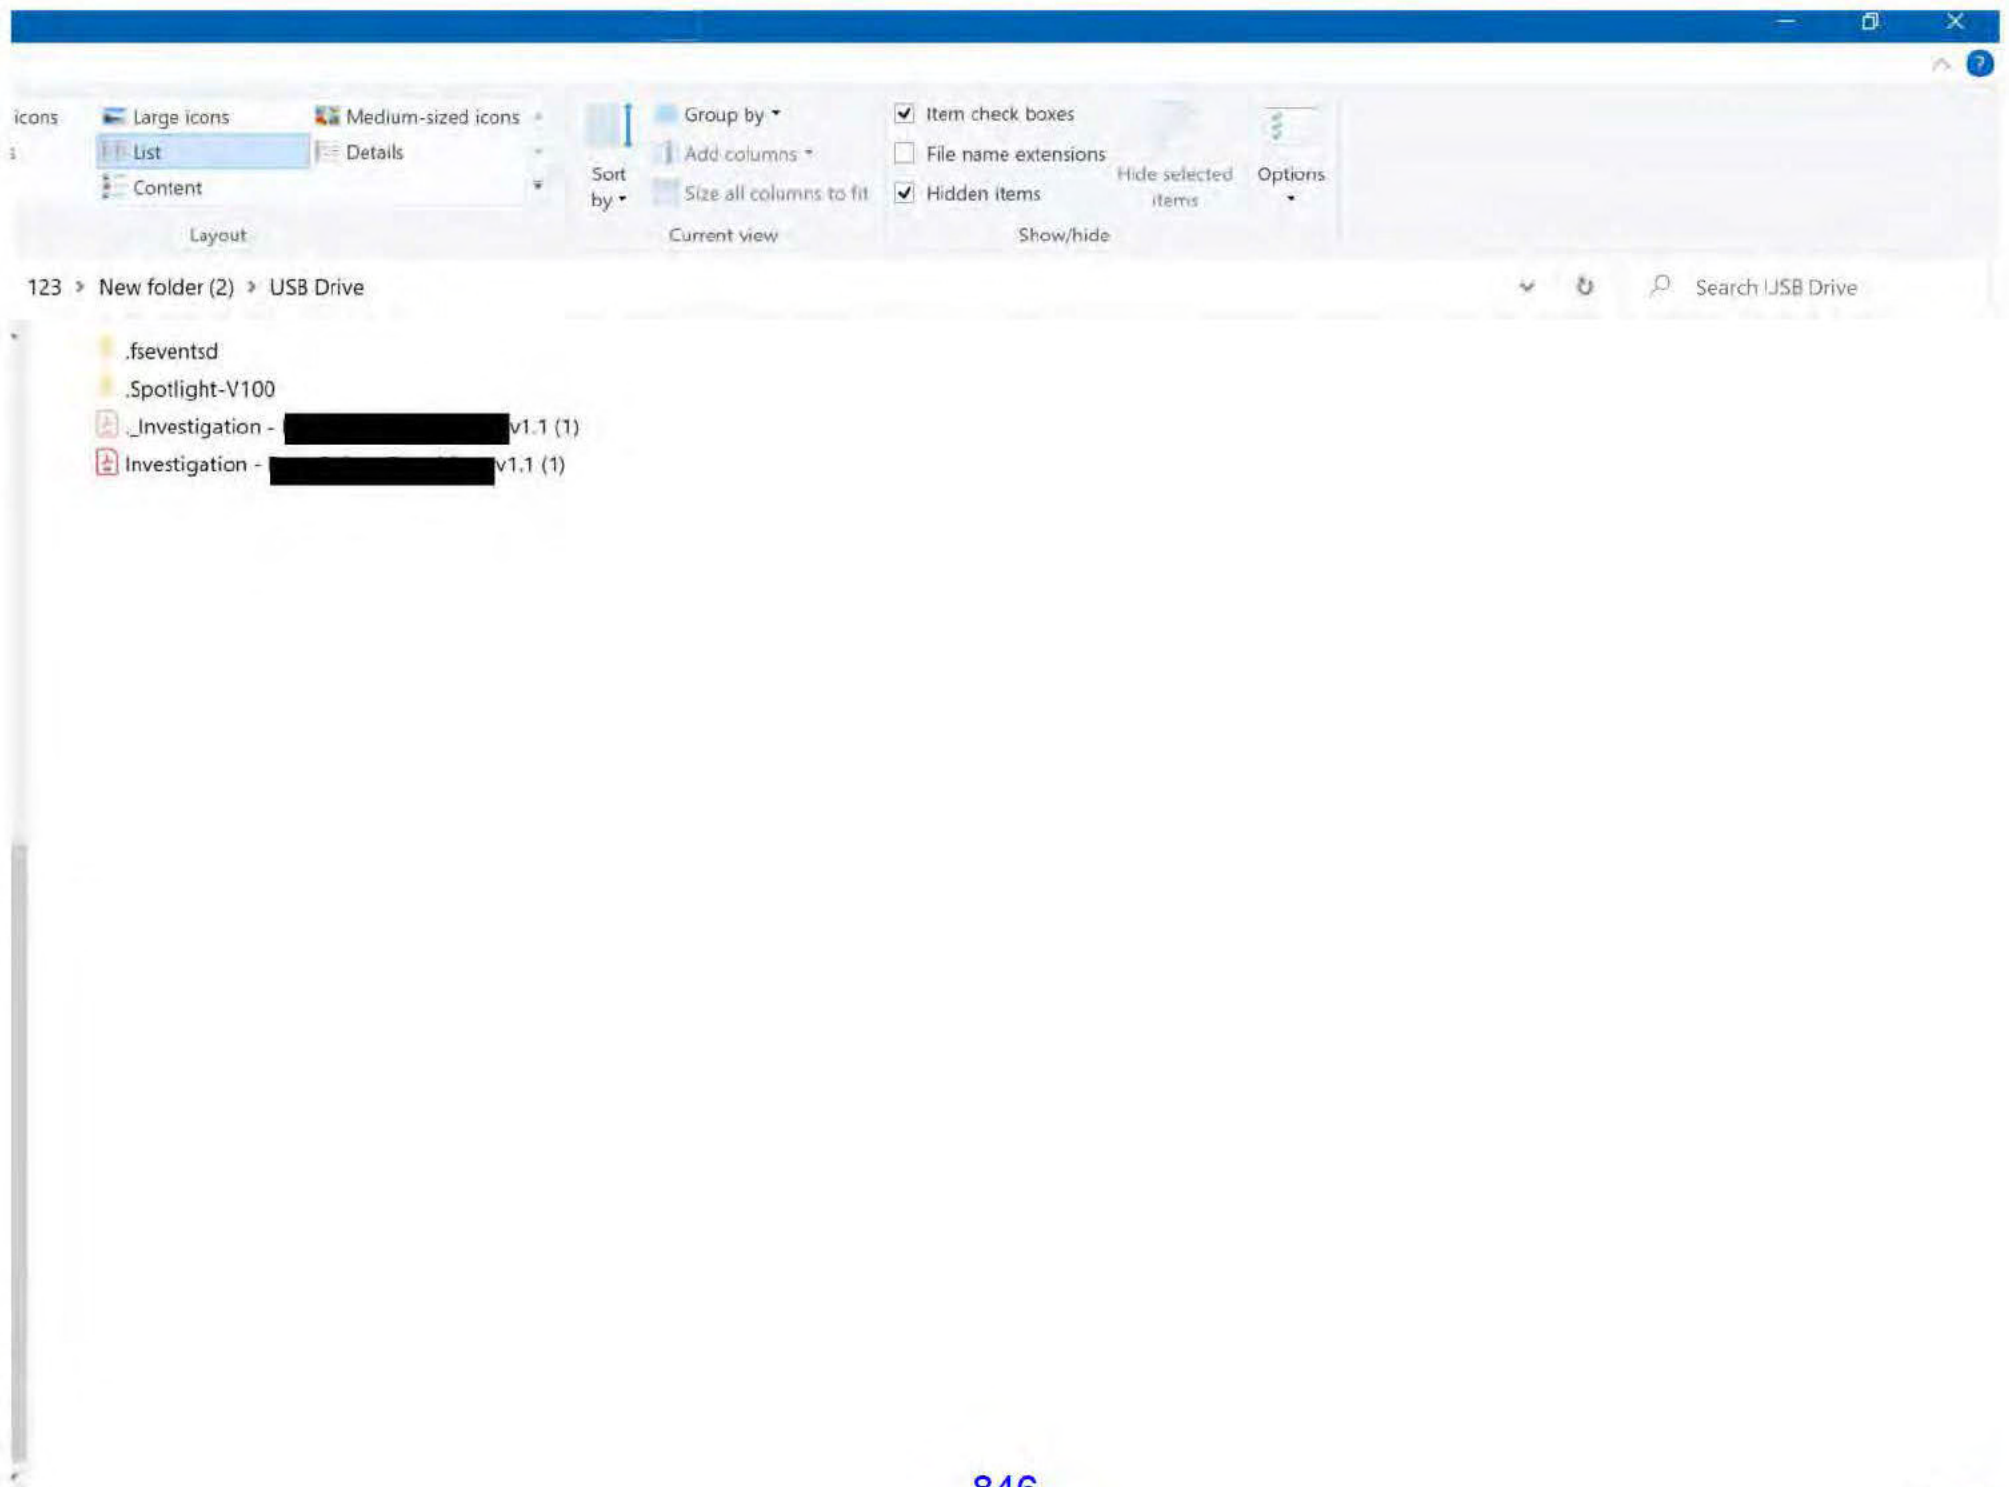 icons Large icons Medium-sized icons
List Details
Content
Layout
Sort by
Group by
Add columns
Size all columns to fit
Current view
Item check boxes
File name extensions
Hidden items
Hide selected items
Show/hide
Options
123 > New folder (2) > USB Drive
Search USB Drive
.fseventsd
.Spotlight-V100
._Investigation - v1.1 (1)
Investigation - v1.1 (1)
846